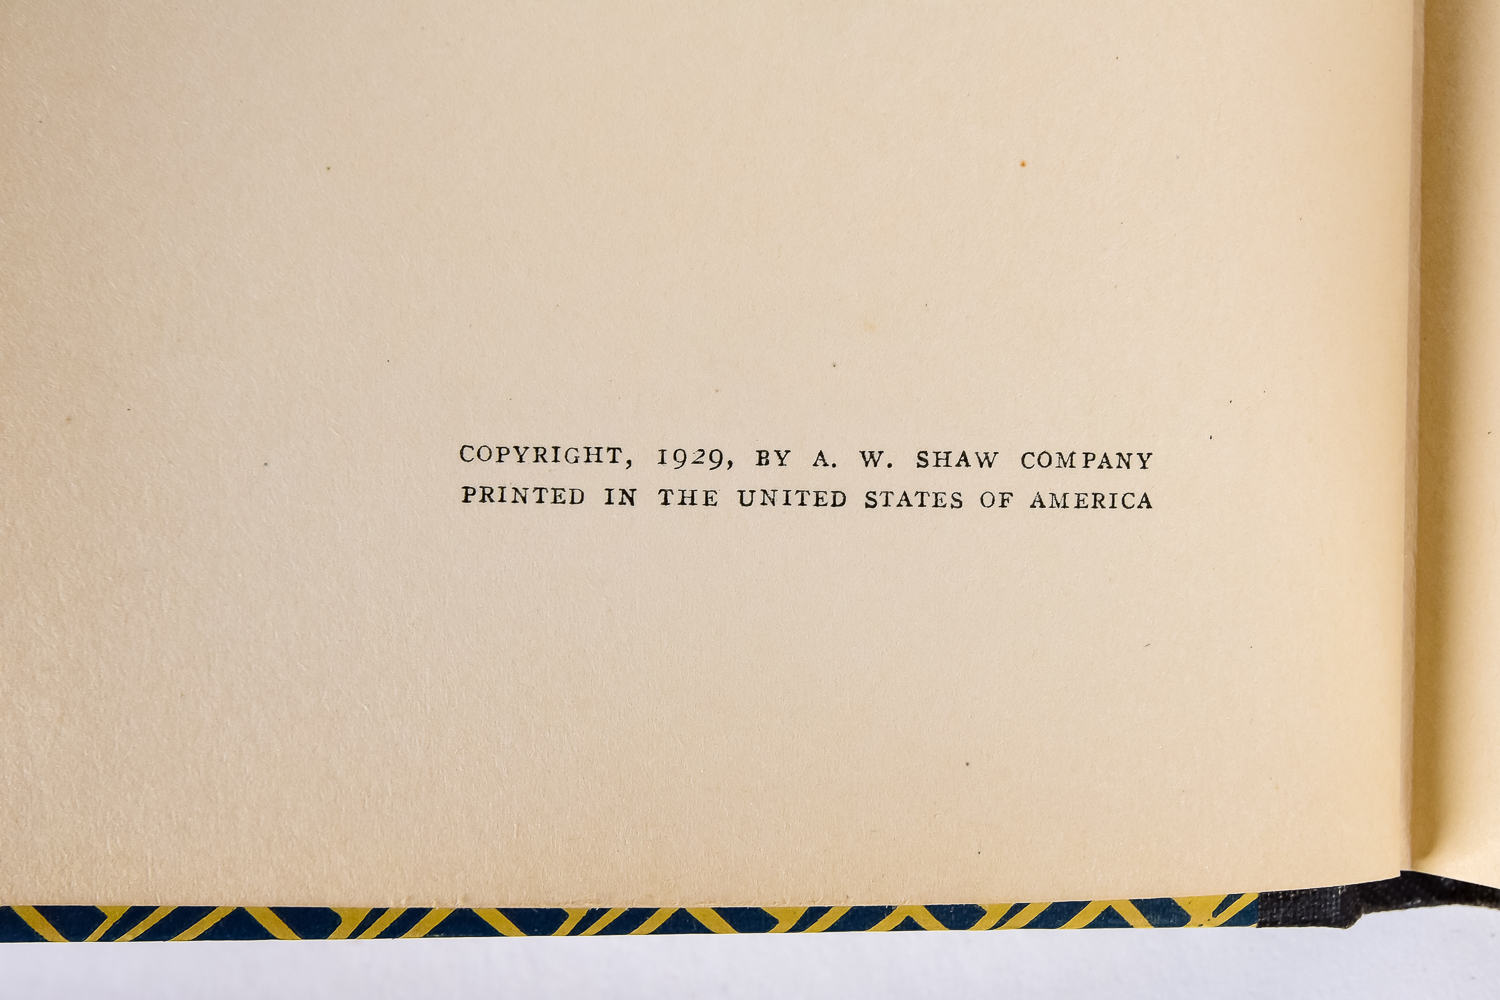 COPYRIGHT, 1929, BY A. W. SHAW COMPANY
PRINTED IN THE UNITED STATES OF AMERICA